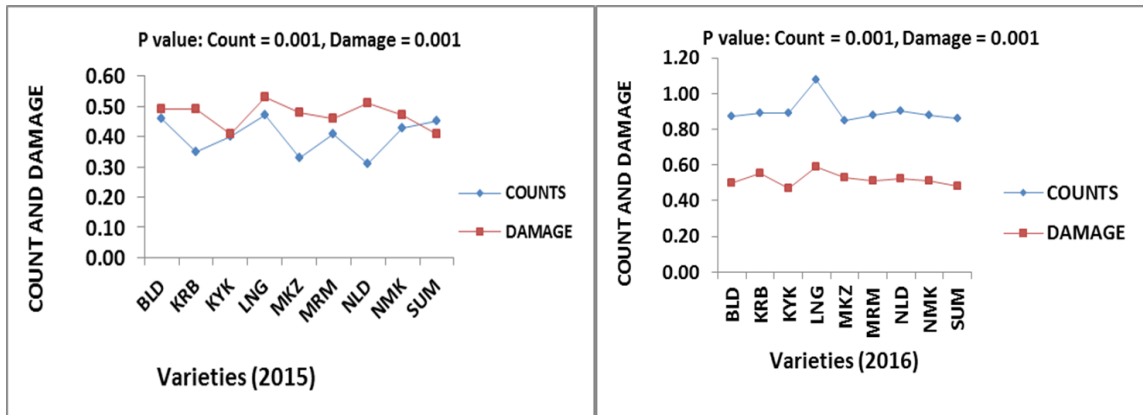 P value: Count = 0.001, Damage = 0.001
COUNT AND DAMAGE
0.60
0.50
0.40
0.30
0.20
0.10
0.00
BLD
KRB
KYK
LNG
MKZ
MRM
NLD
NMK
SUM
COUNTS
DAMAGE
Varieties (2015)
P value: Count = 0.001, Damage = 0.001
COUNT AND DAMAGE
1.20
1.00
0.80
0.60
0.40
0.20
0.00
BLD
KRB
KYK
LNG
MKZ
MRM
NLD
NMK
SUM
COUNTS
DAMAGE
Varieties (2016)